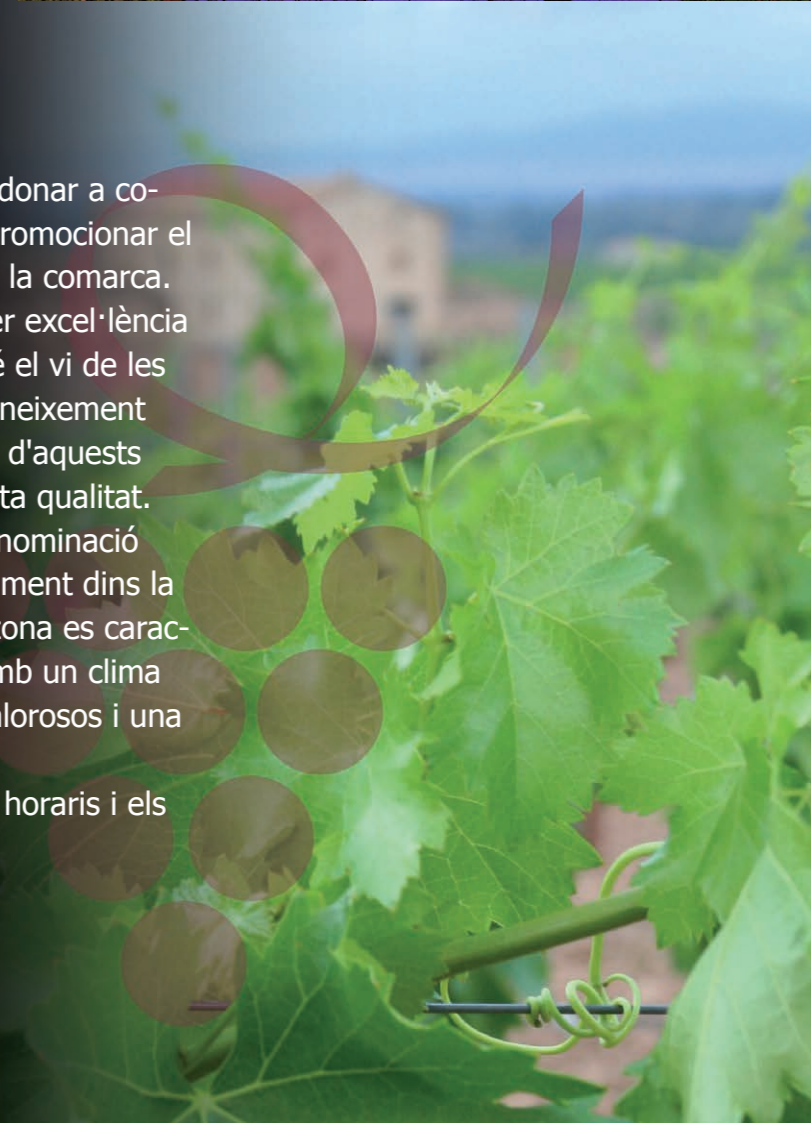 donar a co-
romocionar el
la comarca.
er excel·lència
é el vi de les
neixement
d'aquests
ta qualitat.
nominació
ment dins la
zona es carac-
mb un clima
alorosos i una
horaris i els